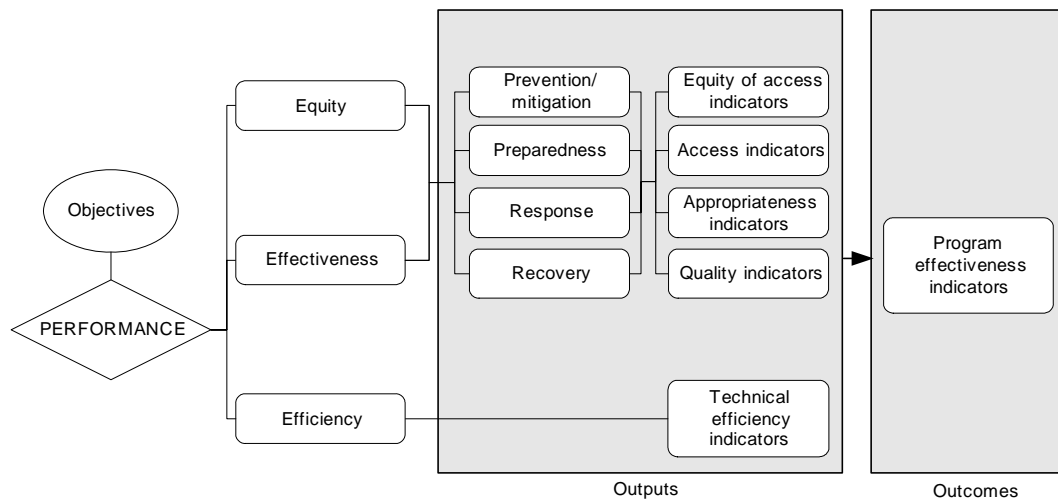 Objectives
PERFORMANCE
Equity
Effectiveness
Efficiency
Prevention/
mitigation
Preparedness
Response
Recovery
Equity of access
indicators
Access indicators
Appropriateness
indicators
Quality indicators
Technical
efficiency
indicators
Outputs
Program
effectiveness
indicators
Outcomes